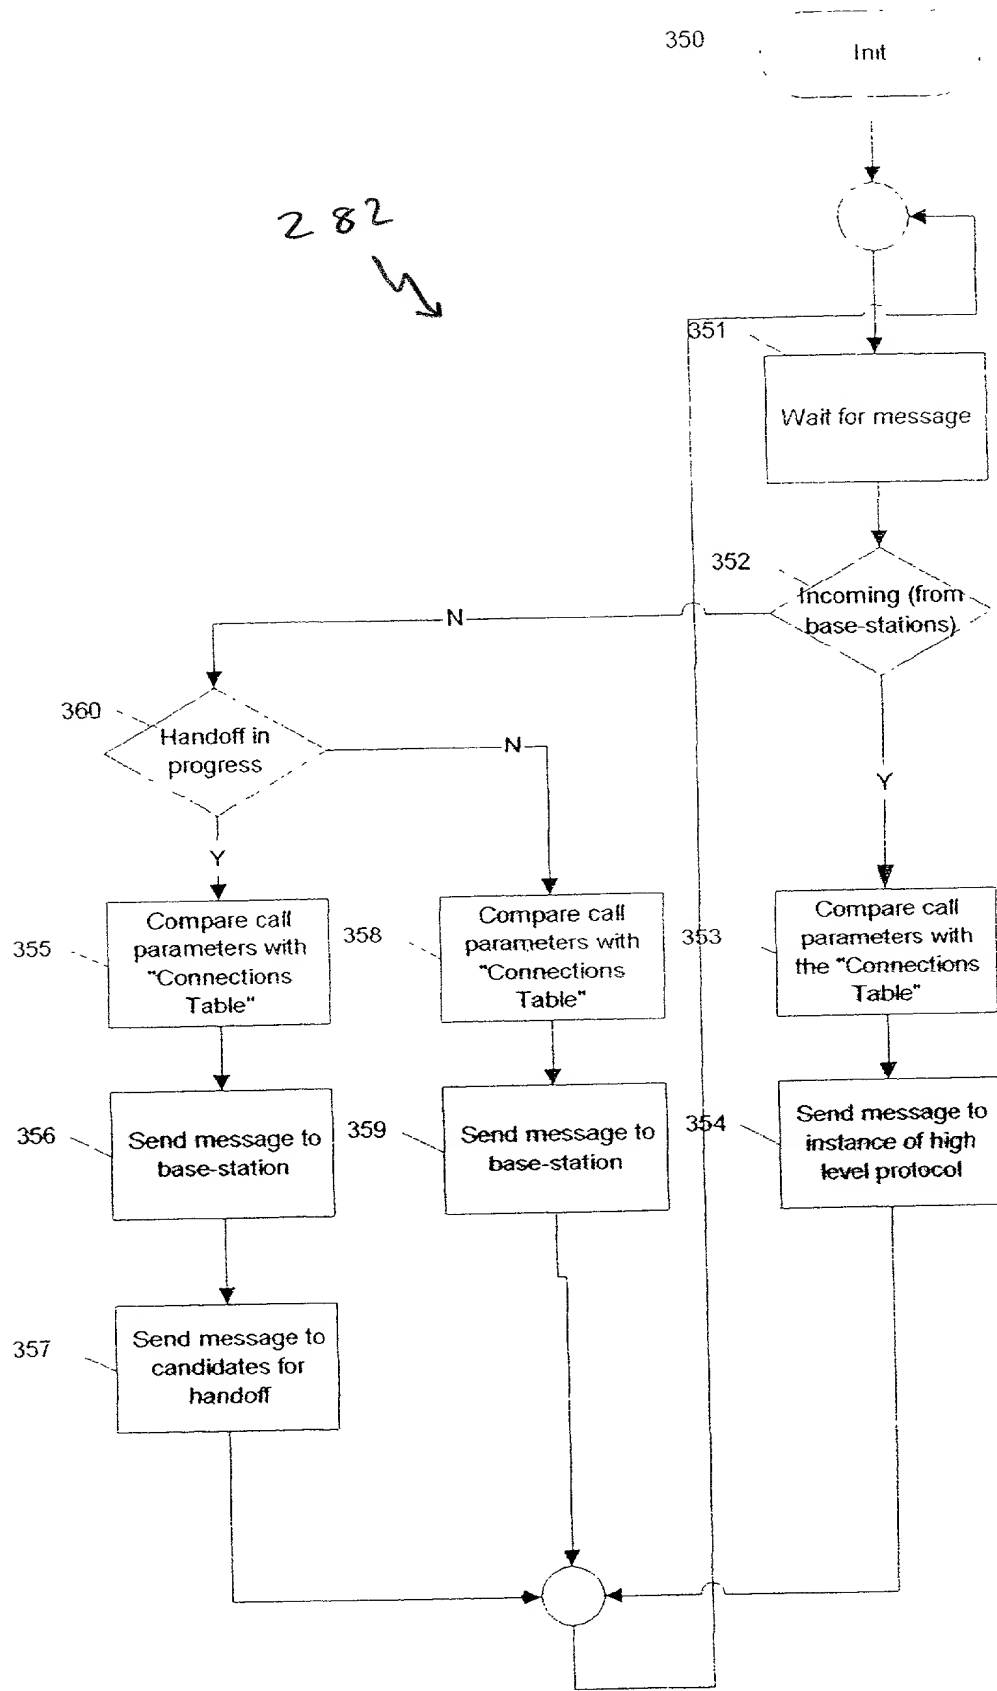 350
Init
282
351
Wait for message
352
Incoming (from
base-stations)
N
360
Handoff in
progress
N
Y
Y
355
Compare call
parameters with
"Connections
Table"
358
Compare call
parameters with
"Connections
Table"
353
Compare call
parameters with
the "Connections
Table"
356
Send message to
base-station
359
Send message to
base-station
354
Send message to
instance of high
level protocol
357
Send message to
candidates for
handoff